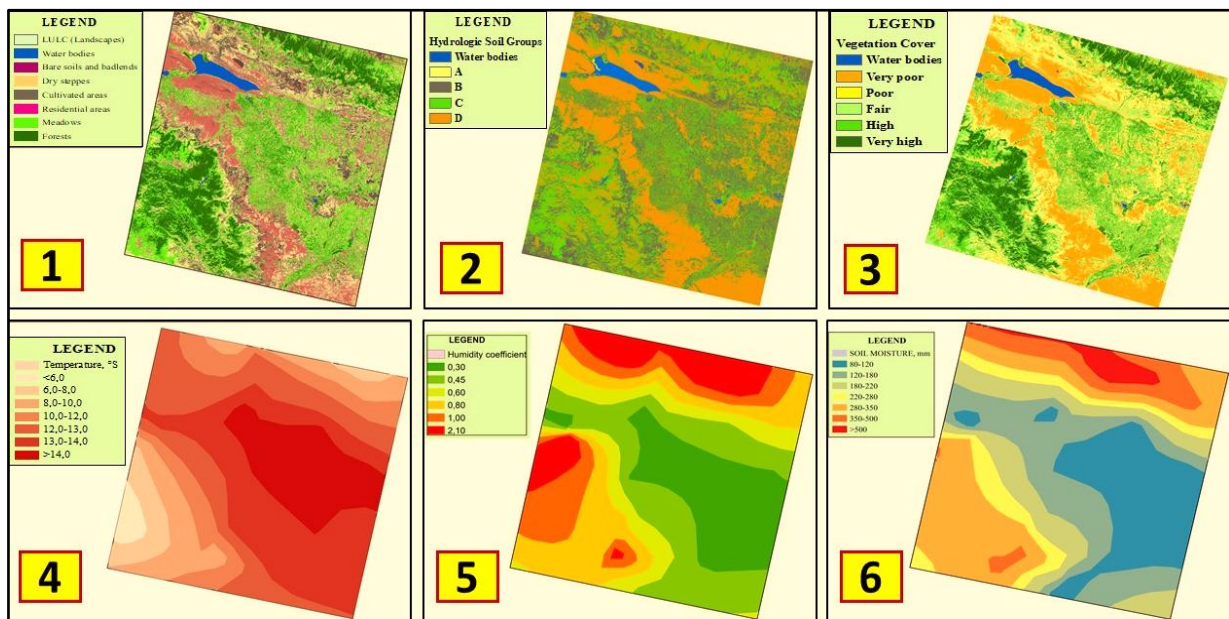 LEGEND
LULC (Landscapes)
Water bodies
Bare soils and badlends
Dry steppes
Cultivated areas
Residential areas
Meadows
Forests
1
LEGEND
Hydrologic Soil Groups
Water bodies
A
B
C
D
2
LEGEND
Vegetation Cover
Water bodies
Very poor
Poor
Fair
High
Very high
3
LEGEND
Temperature, °S
<6,0
6,0-8,0
8,0-10,0
10,0-12,0
12,0-13,0
13,0-14,0
>14,0
4
LEGEND
Humidity coefficient
0,30
0,45
0,60
0,80
1,00
2,10
5
LEGEND
SOIL MOISTURE, mm
80-120
120-180
180-220
220-280
280-350
350-500
>500
6